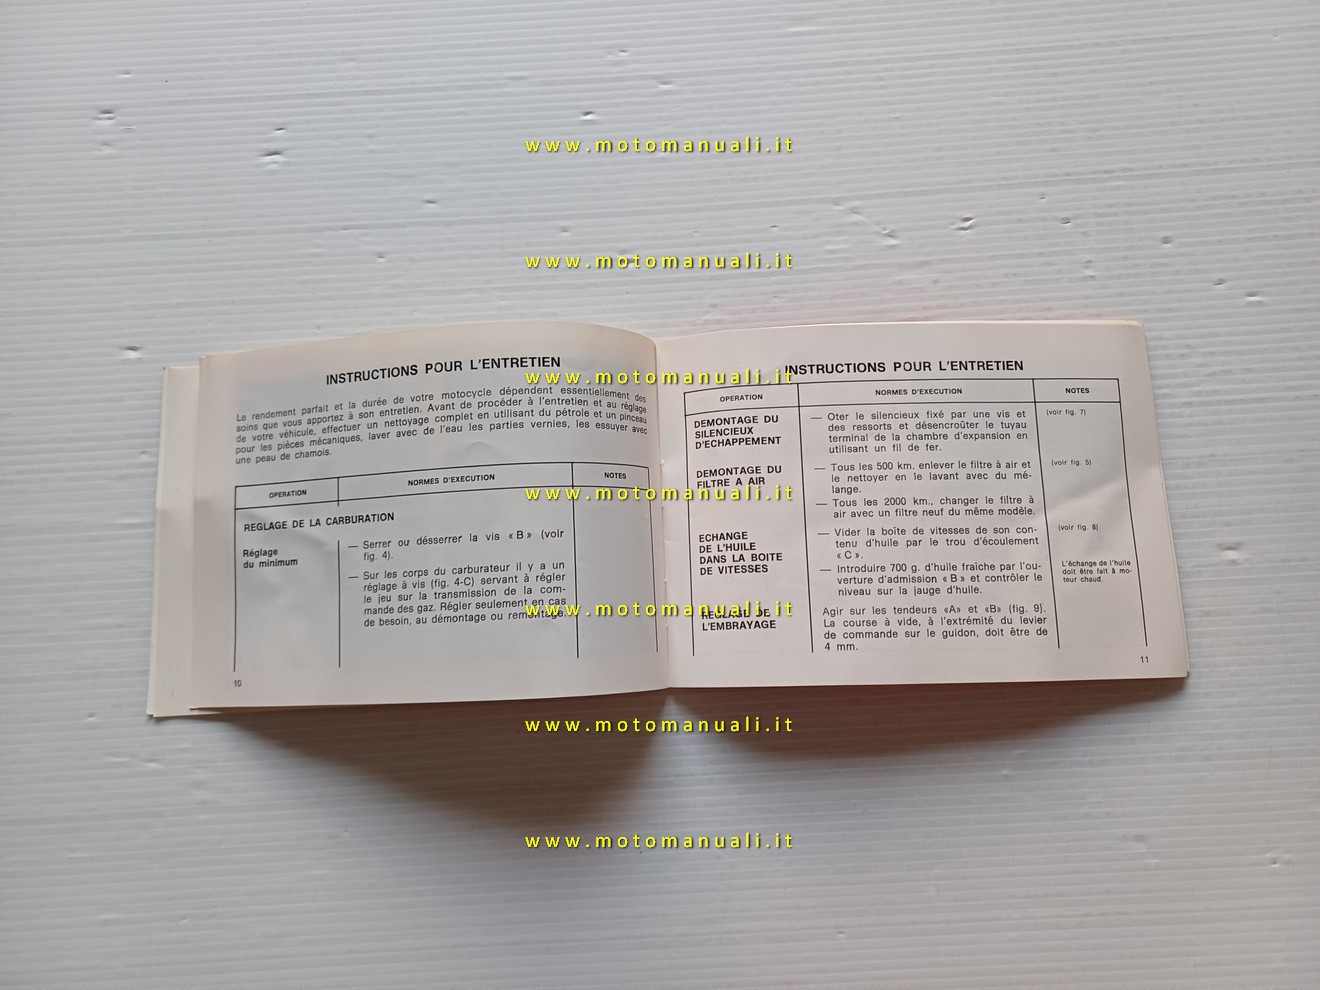 www.motomanuali.it
www.motomanuali.it
INSTRUCTIONS POUR L'ENTRETIEN
Le rendement parfait et la durée de votre motocycle dépendent essentiellement des
soins que vous apportez à son entretien. Avant de procéder à l'entretien et au réglage
de votre véhicule, effectuer un nettoyage complet en utilisant du pétrole et un pinceau
pour les pièces mécaniques, laver avec de l'eau les parties vernies, les essuyer avec
une peau de chamois.
OPERATION
NORMES D'EXECUTION
NOTES
REGLAGE DE LA CARBURATION
Réglage
du minimum
— Serrer ou désserrer la vis «B» (voir
fig. 4).
— Sur les corps du carburateur il y a un
réglage à vis (fig. 4-C) servant à régler
le jeu sur la transmission de la com-
mande des gaz. Régler seulement en cas
de besoin, au démontage ou remontage.
10
www.motomanuali.it
INSTRUCTIONS POUR L'ENTRETIEN
OPERATION
NORMES D'EXECUTION
NOTES
DEMONTAGE DU
SILENCIEUX
D'ECHAPPEMENT
— Oter le silencieux fixé par une vis et
des ressorts et désencroûter le tuyau
terminal de la chambre d'expansion en
utilisant un fil de fer.
(voir fig. 7)
DEMONTAGE DU
FILTRE A AIR
— Tous les 500 km. enlever le filtre à air et
le nettoyer en le lavant avec du mé-
lange.
— Tous les 2000 km., changer le filtre à
air avec un filtre neuf du même modèle.
(voir fig. 5)
www.motomanuali.it
ECHANGE
DE L'HUILE
DANS LA BOITE
DE VITESSES
— Vider la boîte de vitesses de son con-
tenu d'huile par le trou d'écoulement
«C».
— Introduire 700 g. d'huile fraîche par l'ou-
verture d'admission «B» et contrôler le
niveau sur la jauge d'huile.
(voir fig. 8)
L'échange de l'huile
doit être fait à mo-
teur chaud.
www.motomanuali.it
REGLAGE DE
L'EMBRAYAGE
Agir sur les tendeurs «A» et «B» (fig. 9).
La course à vide, à l'extrémité du levier
de commande sur le guidon, doit être de
4 mm.
11
www.motomanuali.it
www.motomanuali.it